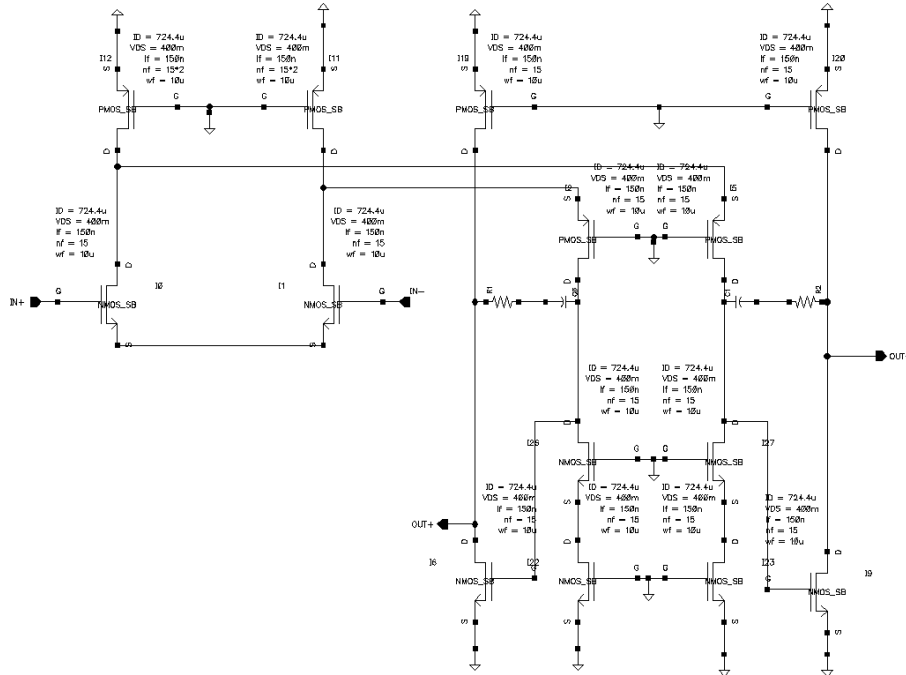 ID = 724.4u
VDS = 400m
lf = 150n
nf = 15*2
wf = 10u
ID = 724.4u
VDS = 400m
lf = 150n
nf = 15*2
wf = 10u
ID = 724.4u
VDS = 400m
lf = 150n
nf = 15
wf = 10u
ID = 724.4u
VDS = 400m
lf = 150n
nf = 15
wf = 10u
I12
I11
I20
S
S
S
S
G
G
G
G
PMOS_SB
PMOS_SB
PMOS_SB
PMOS_SB
D
D
D
D
ID = 724.4u
VDS = 400m
lf = 150n
nf = 15
wf = 10u
ID = 724.4u
VDS = 400m
lf = 150n
nf = 15
wf = 10u
I5
S
S
ID = 724.4u
VDS = 400m
lf = 150n
nf = 15
wf = 10u
ID = 724.4u
VDS = 400m
lf = 150n
nf = 15
wf = 10u
G
G
PMOS_SB
PMOS_SB
D
D
D
D
I0
I1
R1
C1
R2
IN+
G
NMOS_SB
NMOS_SB
G
IN-
S
S
OUT-
ID = 724.4u
VDS = 400m
lf = 150n
nf = 15
wf = 10u
ID = 724.4u
VDS = 400m
lf = 150n
nf = 15
wf = 10u
D
D
I27
G
G
NMOS_SB
NMOS_SB
ID = 724.4u
VDS = 400m
lf = 150n
nf = 15
wf = 10u
ID = 724.4u
VDS = 400m
lf = 150n
nf = 15
wf = 10u
ID = 724.4u
VDS = 400m
lf = 150n
nf = 15
wf = 10u
ID = 724.4u
VDS = 400m
lf = 150n
nf = 15
wf = 10u
S
S
OUT+
D
D
D
D
I6
I22
I23
I9
G
G
G
G
NMOS_SB
NMOS_SB
NMOS_SB
NMOS_SB
S
S
S
S